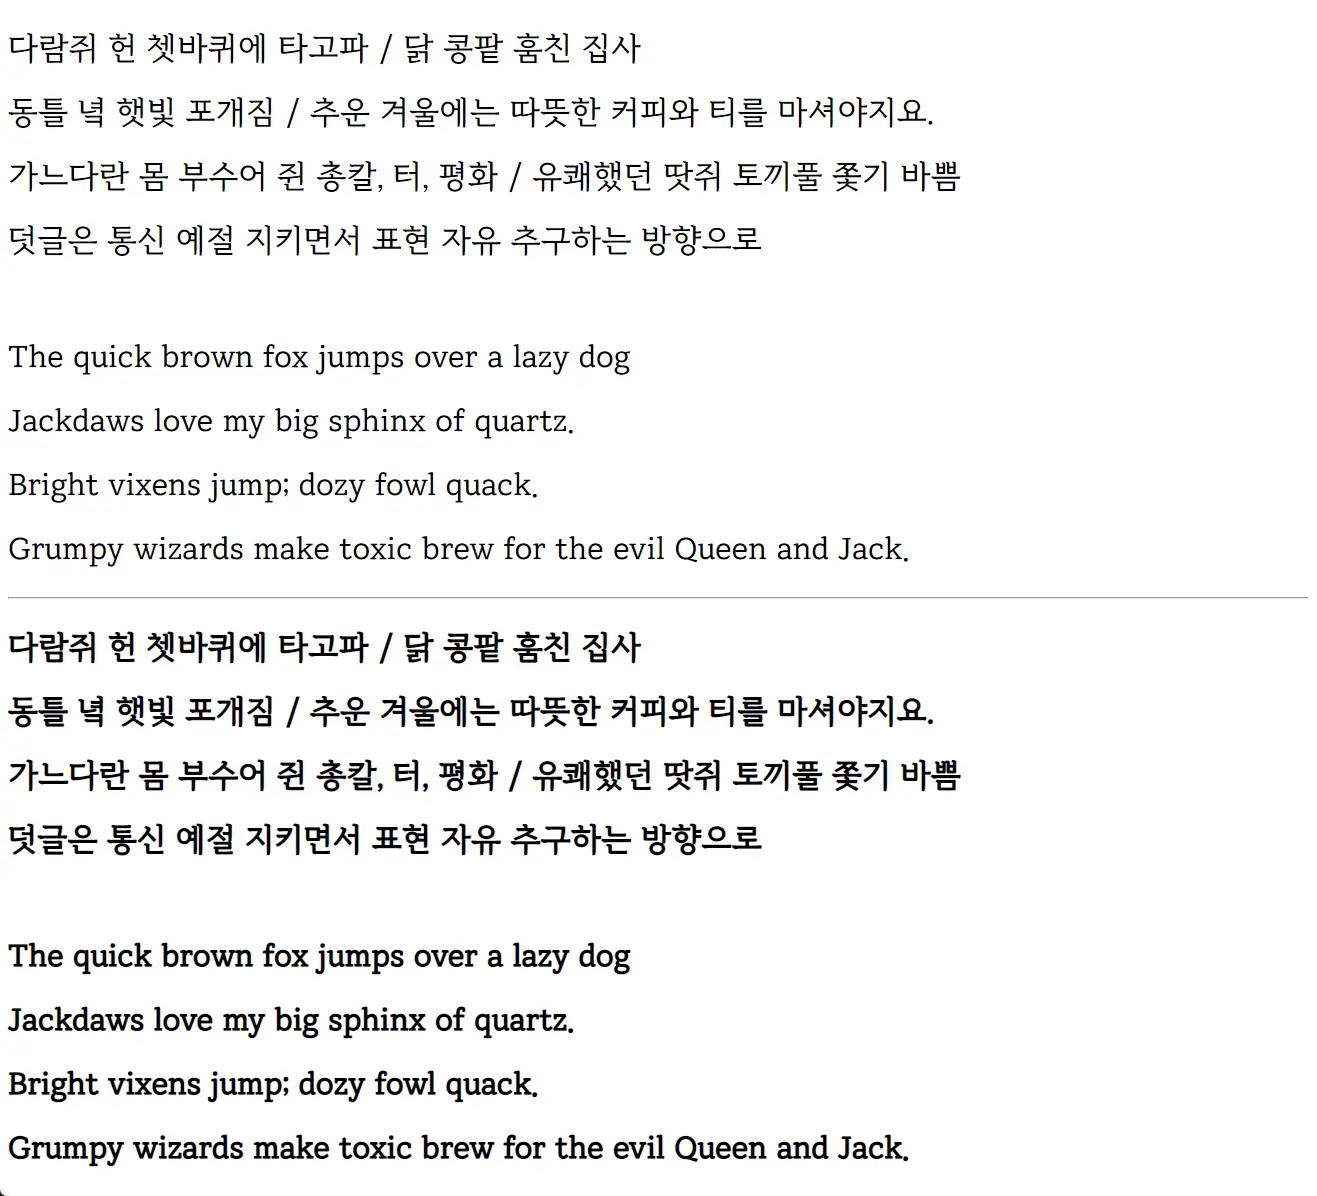 다람쥐 헌 쳇바퀴에 타고파 / 닭 콩팥 훔친 집사
동틀 녘 햇빛 포개짐 / 추운 겨울에는 따뜻한 커피와 티를 마셔야지요.
가느다란 몸 부수어 쥔 총칼, 터, 평화 / 유쾌했던 땃쥐 토끼풀 쫓기 바쁨
덧글은 통신 예절 지키면서 표현 자유 추구하는 방향으로
The quick brown fox jumps over a lazy dog
Jackdaws love my big sphinx of quartz.
Bright vixens jump; dozy fowl quack.
Grumpy wizards make toxic brew for the evil Queen and Jack.
다람쥐 헌 쳇바퀴에 타고파 / 닭 콩팥 훔친 집사
동틀 녘 햇빛 포개짐 / 추운 겨울에는 따뜻한 커피와 티를 마셔야지요.
가느다란 몸 부수어 쥔 총칼, 터, 평화 / 유쾌했던 땃쥐 토끼풀 쫓기 바쁨
덧글은 통신 예절 지키면서 표현 자유 추구하는 방향으로
The quick brown fox jumps over a lazy dog
Jackdaws love my big sphinx of quartz.
Bright vixens jump; dozy fowl quack.
Grumpy wizards make toxic brew for the evil Queen and Jack.